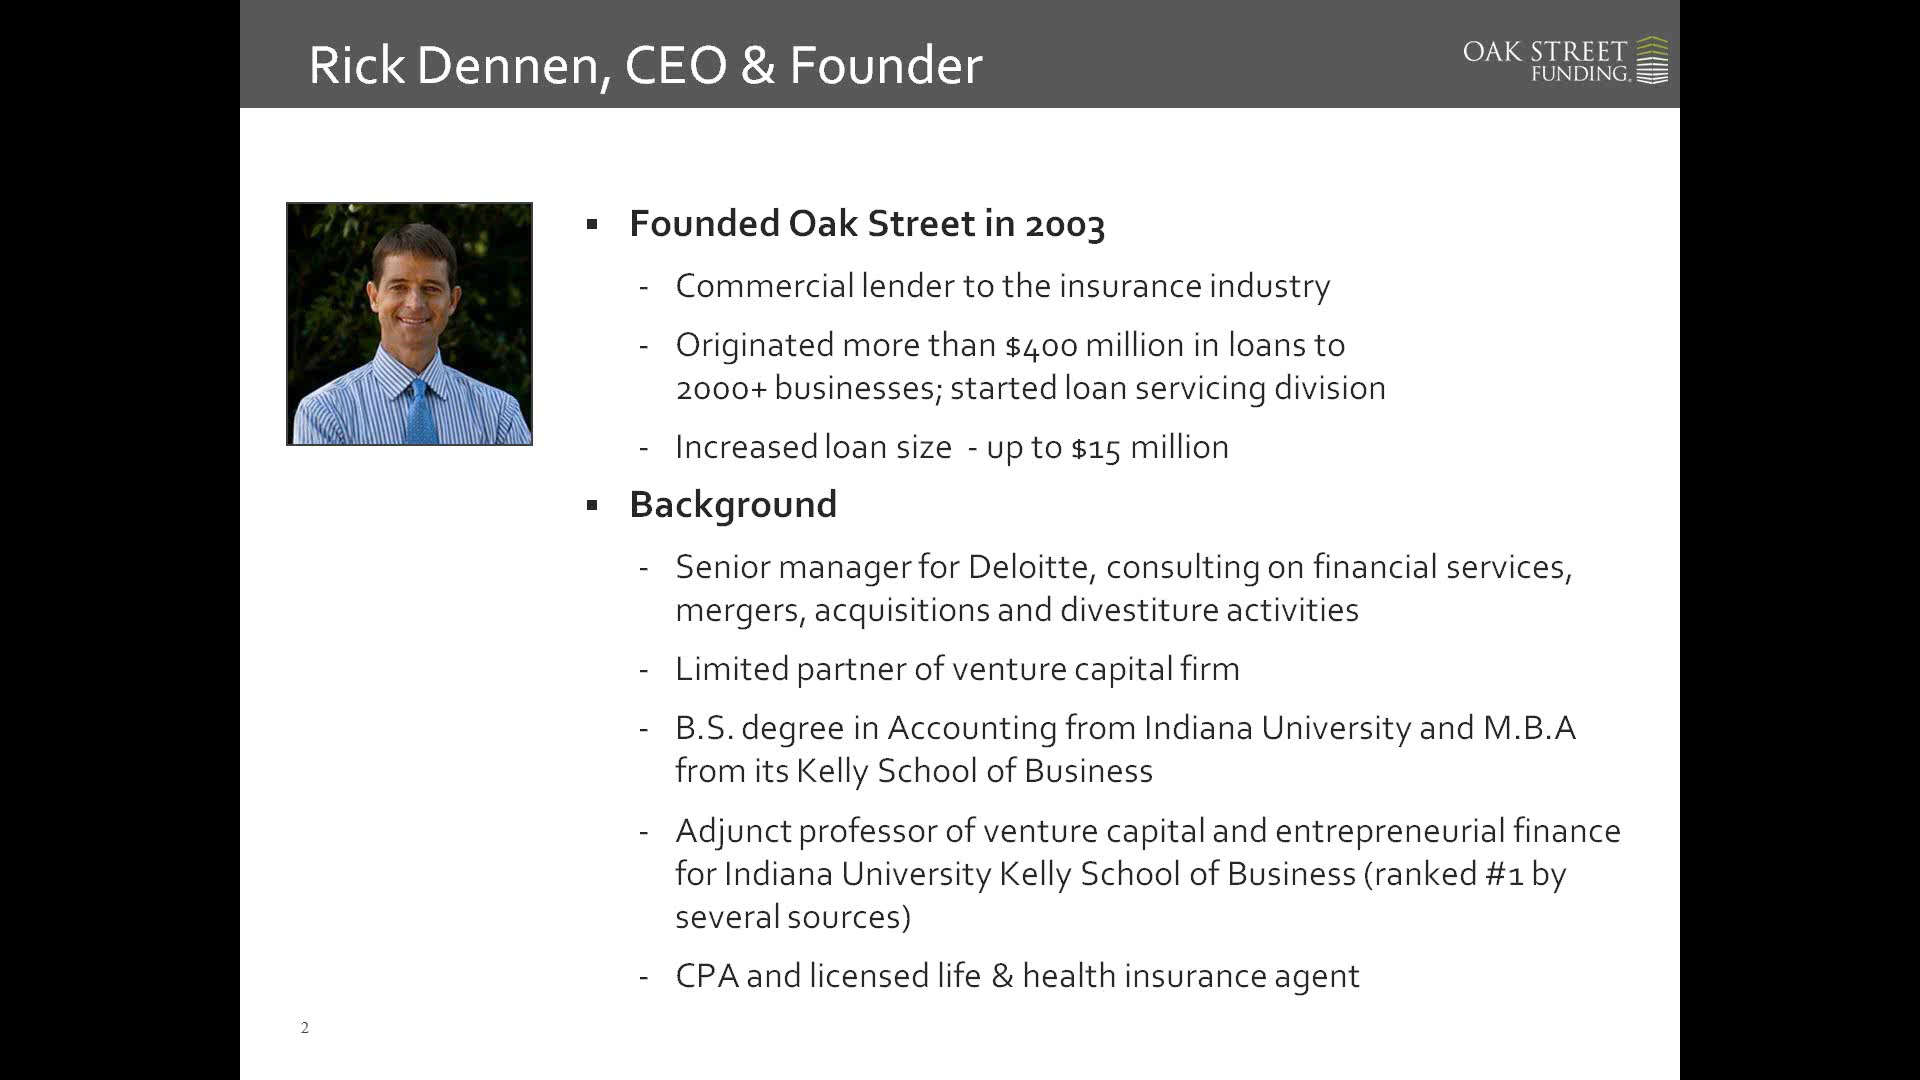 Rick Dennen, CEO & Founder
OAK STREET
FUNDING.
▪ Founded Oak Street in 2003
- Commercial lender to the insurance industry
- Originated more than $400 million in loans to
2000+ businesses; started loan servicing division
- Increased loan size - up to $15 million
▪ Background
- Senior manager for Deloitte, consulting on financial services,
mergers, acquisitions and divestiture activities
- Limited partner of venture capital firm
- B.S. degree in Accounting from Indiana University and M.B.A
from its Kelly School of Business
- Adjunct professor of venture capital and entrepreneurial finance
for Indiana University Kelly School of Business (ranked #1 by
several sources)
- CPA and licensed life & health insurance agent
2